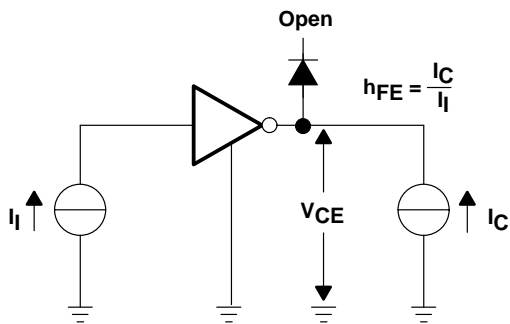 Open
hFE = IC / II
II
VCE
IC